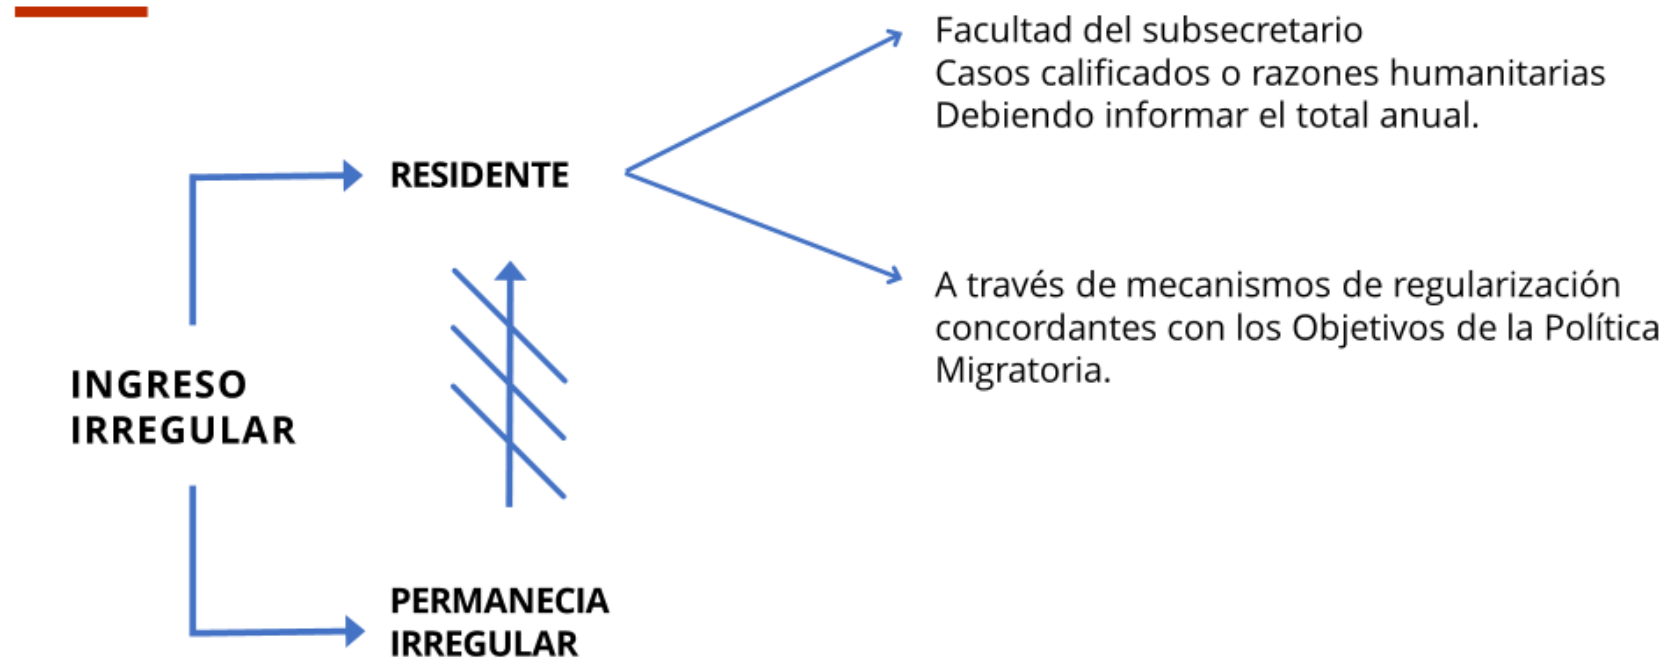 Facultad del subsecretario
Casos calificados o razones humanitarias
Debiendo informar el total anual.
RESIDENTE
A través de mecanismos de regularización
concordantes con los Objetivos de la Política
Migratoria.
INGRESO
IRREGULAR
PERMANECIA
IRREGULAR